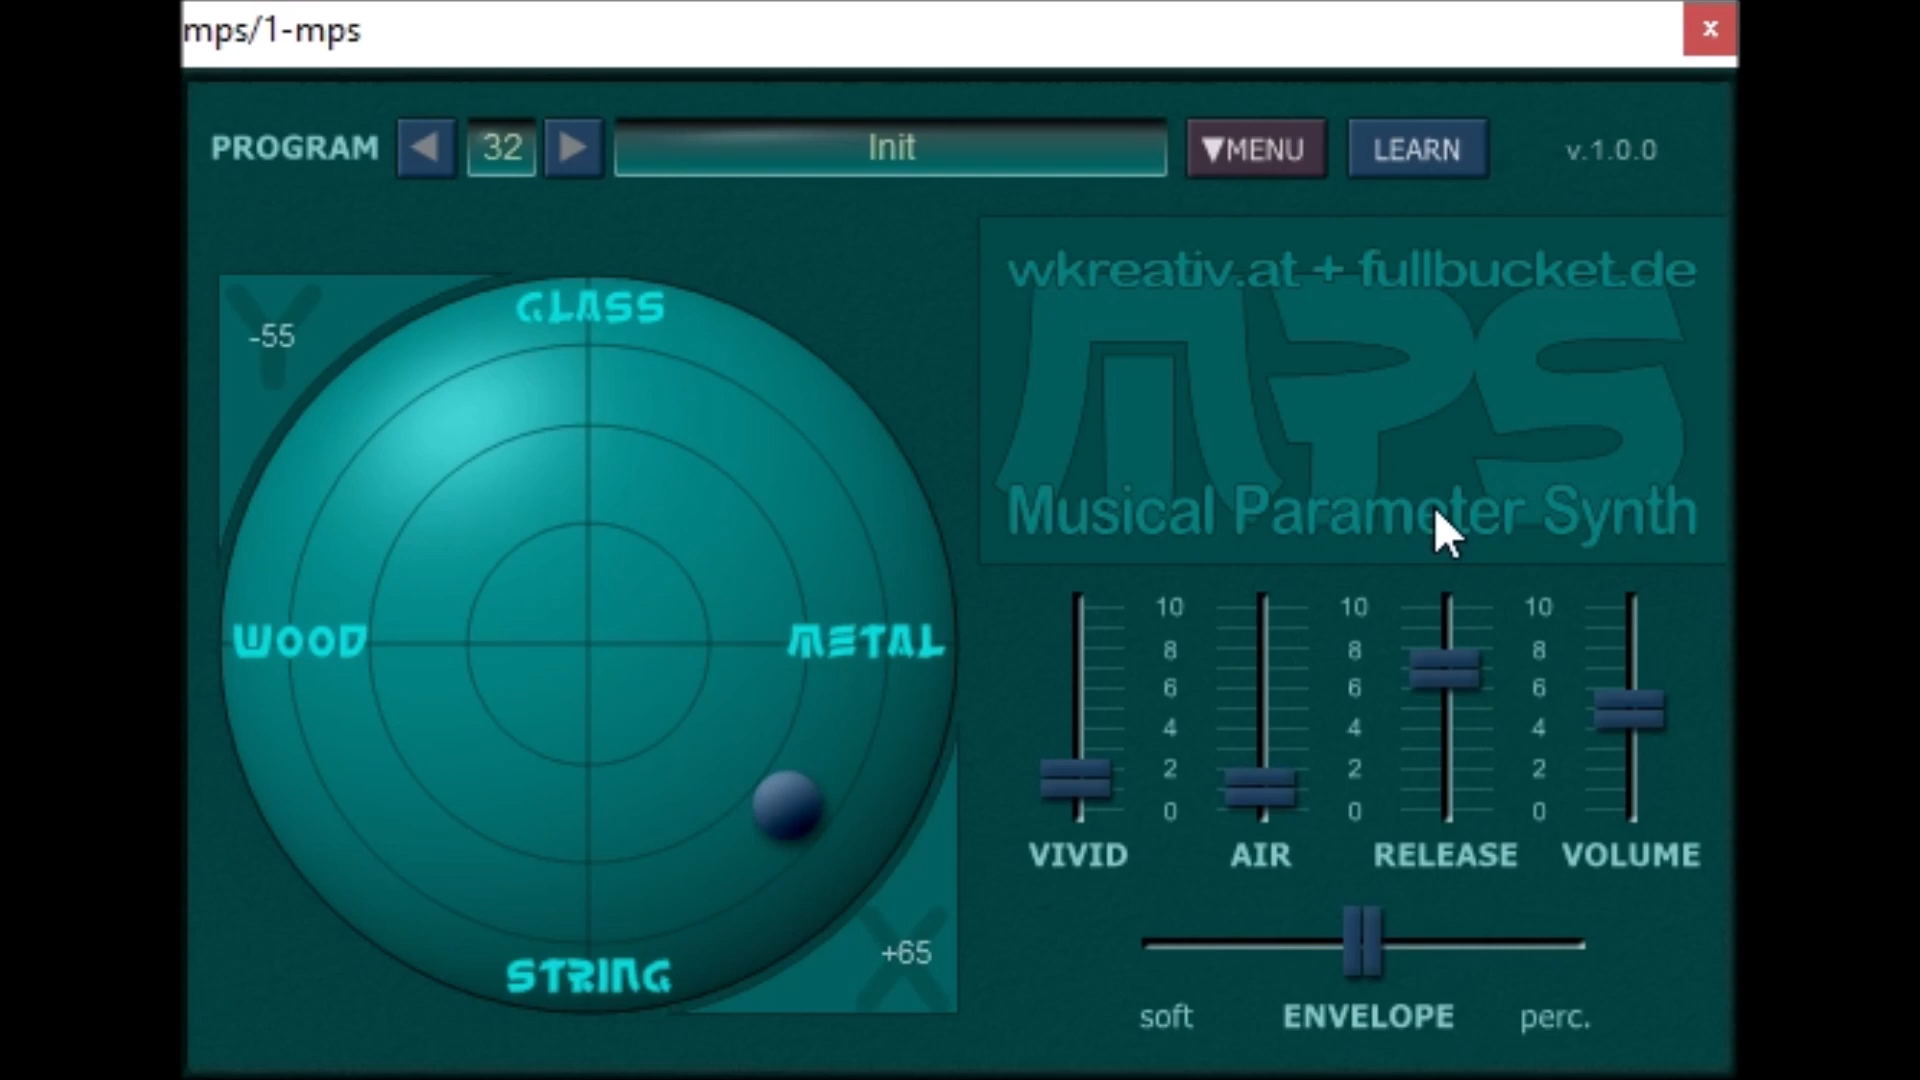 mps/1-mps
x
PROGRAM 32 Init ▼MENU LEARN v.1.0.0
wkreativ.at + fullbucket.de
MPS
Musical Parameter Synth
Y
-55
GLASS
WOOD
METAL
STRING
X
+65
10 10 10
8 8 8
6 6 6
4 4 4
2 2 2
0 0 0
VIVID AIR RELEASE VOLUME
soft ENVELOPE perc.